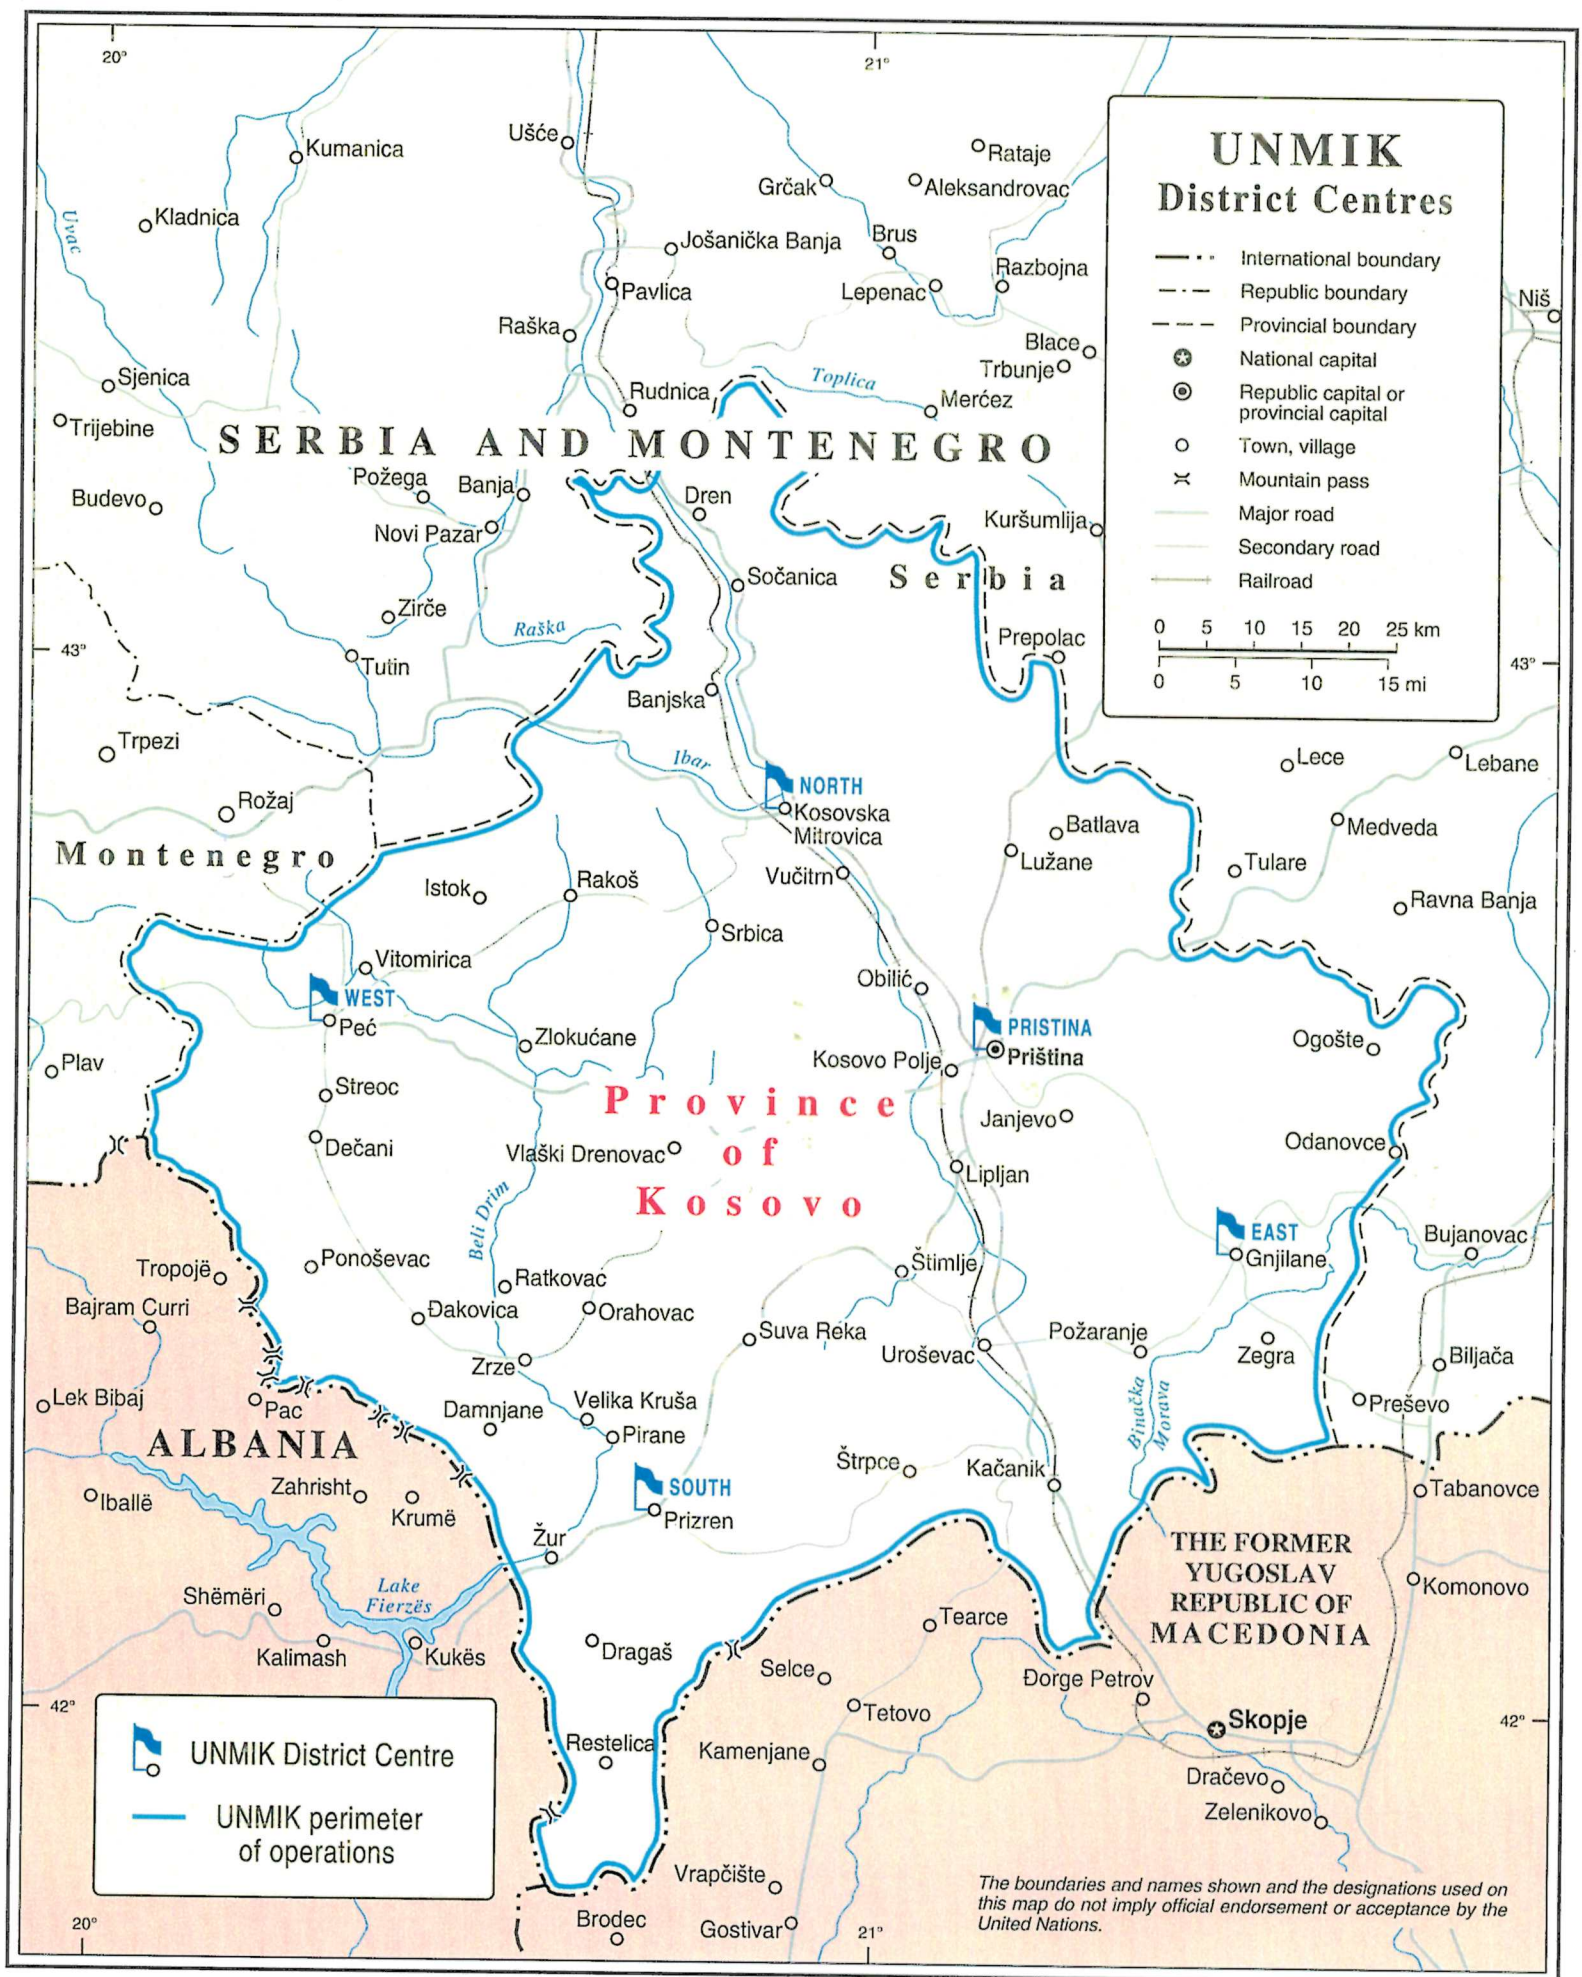 20°
21°
UNMIK
District Centres
International boundary
Republic boundary
Provincial boundary
National capital
Republic capital or
provincial capital
Town, village
Mountain pass
Major road
Secondary road
Railroad
0 5 10 15 20 25 km
0 5 10 15 mi
Kumanica
Ušće
Rataje
Grčak
Aleksandrovac
Kladnica
Uvac
Jošanička Banja
Brus
Razbojna
Pavlica
Lepenac
Niš
Raška
Blace
Trbunje
Sjenica
Toplica
Rudnica
Merćez
Trijebine
SERBIA AND MONTENEGRO
Požega
Banja
Budevo
Dren
Novi Pazar
Kuršumlija
Sočanica
Serbia
Zirče
Raška
Prepolac
43°
43°
Tutin
Banjska
Trpezi
Ibar
Lece
Lebane
NORTH
Kosovska
Mitrovica
Rožaj
Batlava
Medveda
Montenegro
Lužane
Tulare
Vučitrn
Istok
Rakoš
Ravna Banja
Srbica
Vitomirica
Obilić
WEST
Peć
PRISTINA
Priština
Zlokućane
Ogošte
Kosovo Polje
Plav
Streoc
Province
of
Kosovo
Janjevo
Dečani
Vlaški Drenovac
Odanovce
Lipljan
Beli Drim
EAST
Gnjilane
Bujanovac
Tropojë
Ponoševac
Štimlje
Ratkovac
Bajram Curri
Đakovica
Orahovac
Suva Reka
Požaranje
Uroševac
Zegra
Biljača
Zrze
Lek Bibaj
Pac
Velika Kruša
Binačka
Morava
Preševo
Damnjane
Pirane
ALBANIA
Štrpce
Kačanik
Zahrisht
SOUTH
Prizren
Iballë
Krumë
Tabanovce
Žur
THE FORMER
YUGOSLAV
REPUBLIC OF
MACEDONIA
Lake
Fierzës
Shëmëri
Komonovo
Tearce
Kalimash
Kukës
Dragaš
Selce
Đorge Petrov
42°
42°
Tetovo
Skopje
UNMIK District Centre
UNMIK perimeter
of operations
Restelica
Kamenjane
Dračevo
Zelenikovo
Vrapčište
The boundaries and names shown and the designations used on
this map do not imply official endorsement or acceptance by the
United Nations.
Brodec
Gostivar
20°
21°